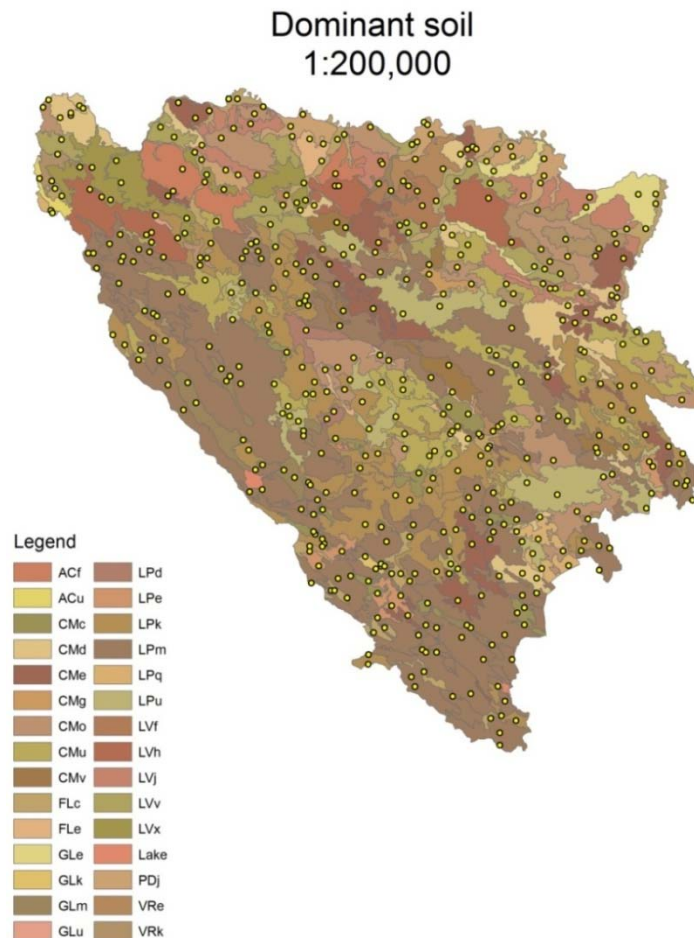 Dominant soil
1:200,000
Legend
ACf LPd
ACu LPe
CMc LPk
CMd LPm
CMe LPq
CMg LPu
CMo LVf
CMu LVh
CMv LVj
FLc LVv
FLe LVx
GLe Lake
GLk PDj
GLm VRe
GLu VRk